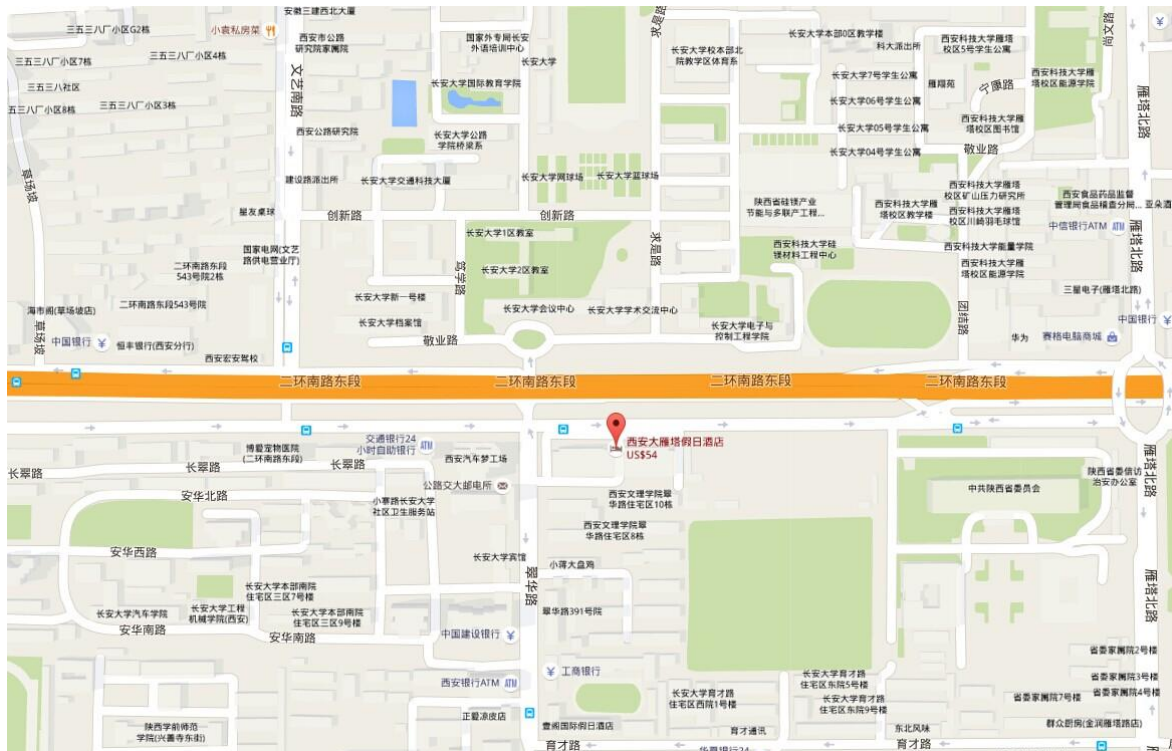 安徽三建西北大厦
三五三八厂小区G2栋
小袁私房菜
西安市公路
研究院家属院
国家外专局长安
外语培训中心
求是路
长安大学校本部北
院教学区体育系
长安大学本部0区教学楼
科大派出所
西安科技大学雁塔
校区5号学生公寓
尚文路
三五三八厂小区7栋
三五三八厂小区4栋
文艺南路
长安大学
长安大学国际教育学院
长安大学7号学生公寓
雁翔苑
宁康路
西安科技大学雁
塔校区能源学院
雁塔北路
三五三八社区
三五三八厂小区3栋
五三八厂小区8栋
长安大学06号学生公寓
西安公路研究院
长安大学公路
学院桥梁系
长安大学05号学生公寓
西安科技大学雁
塔校区图书馆
敬业路
长安大学04号学生公寓
草场坡
建设路派出所
长安大学交通科技大厦
长安大学网球场
长安大学篮球场
西安科技大学雁塔
校区矿山压力研究所
西安食品药品监督
管理局食品稽查分局...
亚朵酒
陕西省硅镁产业
节能与多联产工程...
西安科技大学雁
塔校区教学楼
西安科技大学雁塔
校区川崎羽毛球馆
星友桌球
创新路
创新路
中信银行ATM
雁塔北路
长安大学1区教室
求是路
西安科技大学硅
镁材料工程中心
西安科技大学能量学院
国家电网(文艺
路供电营业厅)
二环南路东段
543号院2栋
笃学路
长安大学2区教室
西安科技大学雁
塔校区能源学院
三星电子(雁塔北路)
二环南路东段543号院
长安大学新一号楼
长安大学会议中心
长安大学学术交流中心
团结路
海市阁(草场坡店)
草场坡
长安大学档案馆
长安大学电子与
控制工程学院
中国银行
中国银行
恒丰银行(西安分行)
敬业路
华为
赛格电脑商城
西安宏安驾校
二环南路东段
二环南路东段
二环南路东段
二环南路东段
交通银行24
小时自助银行
ATM
西安大雁塔假日酒店
US$54
博爱宠物医院
(二环南路东段)
西安汽车梦工场
长翠路
长翠路
陕西省委信访
治安办公室
雁塔北路
公路交大邮电所
中共陕西省委员会
安华北路
小寨路长安大学
社区卫生服务站
西安文理学院翠
华路住宅区10栋
西安文理学院翠
华路住宅区8栋
安华西路
长安大学宾馆
小薄大盘鸡
翠华路
长安大学本部南院
住宅区三区7号楼
雁塔北路
长安大学汽车学院
长安大学工程
机械学院(西安)
长安大学本部南院
住宅区三区9号楼
翠华路391号院
安华南路
安华南路
中国建设银行
省委家属院2号楼
工商银行
西安银行ATM
长安大学育才路
住宅区东院5号楼
省委家属院3号楼
长安大学育才路
住宅区西院1号楼
长安大学育才路
住宅区东院9号楼
省委家属院7号楼
省委家属院4号楼
正爱凉皮店
陕西学前师范
学院(兴善寺东街)
壹阁国际假日酒店
育才通讯
东北风味
群众厨房(金润雁塔路店)
育才路
华夏银行24
育才路